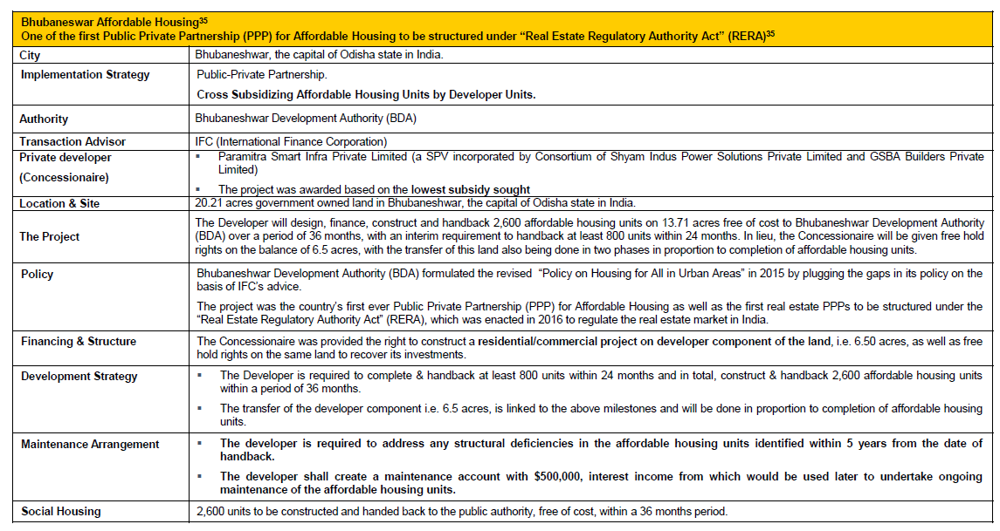 Bhubaneswar Affordable Housing35
One of the first Public Private Partnership (PPP) for Affordable Housing to be structured under “Real Estate Regulatory Authority Act” (RERA)35
City
Bhubaneshwar, the capital of Odisha state in India.
Implementation Strategy
Public-Private Partnership.
Cross Subsidizing Affordable Housing Units by Developer Units.
Authority
Bhubaneshwar Development Authority (BDA)
Transaction Advisor
IFC (International Finance Corporation)
Private developer
(Concessionaire)
▪ Paramitra Smart Infra Private Limited (a SPV incorporated by Consortium of Shyam Indus Power Solutions Private Limited and GSBA Builders Private
Limited)
▪ The project was awarded based on the lowest subsidy sought
Location & Site
20.21 acres government owned land in Bhubaneshwar, the capital of Odisha state in India.
The Project
The Developer will design, finance, construct and handback 2,600 affordable housing units on 13.71 acres free of cost to Bhubaneshwar Development Authority
(BDA) over a period of 36 months, with an interim requirement to handback at least 800 units within 24 months. In lieu, the Concessionaire will be given free hold
rights on the balance of 6.5 acres, with the transfer of this land also being done in two phases in proportion to completion of affordable housing units.
Policy
Bhubaneshwar Development Authority (BDA) formulated the revised “Policy on Housing for All in Urban Areas” in 2015 by plugging the gaps in its policy on the
basis of IFC’s advice.
The project was the country’s first ever Public Private Partnership (PPP) for Affordable Housing as well as the first real estate PPPs to be structured under the
“Real Estate Regulatory Authority Act” (RERA), which was enacted in 2016 to regulate the real estate market in India.
Financing & Structure
The Concessionaire was provided the right to construct a residential/commercial project on developer component of the land, i.e. 6.50 acres, as well as free
hold rights on the same land to recover its investments.
Development Strategy
▪ The Developer is required to complete & handback at least 800 units within 24 months and in total, construct & handback 2,600 affordable housing units
within a period of 36 months.
▪ The transfer of the developer component i.e. 6.5 acres, is linked to the above milestones and will be done in proportion to completion of affordable housing
units.
Maintenance Arrangement
▪ The developer is required to address any structural deficiencies in the affordable housing units identified within 5 years from the date of
handback.
▪ The developer shall create a maintenance account with $500,000, interest income from which would be used later to undertake ongoing
maintenance of the affordable housing units.
Social Housing
2,600 units to be constructed and handed back to the public authority, free of cost, within a 36 months period.